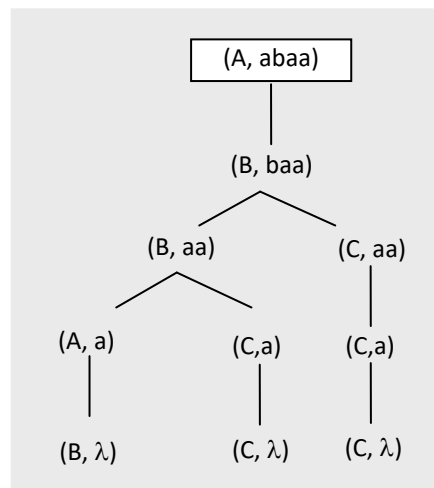 (A, abaa)
(B, baa)
(B, aa) (C, aa)
(A, a) (C,a) (C,a)
(B, λ) (C, λ) (C, λ)